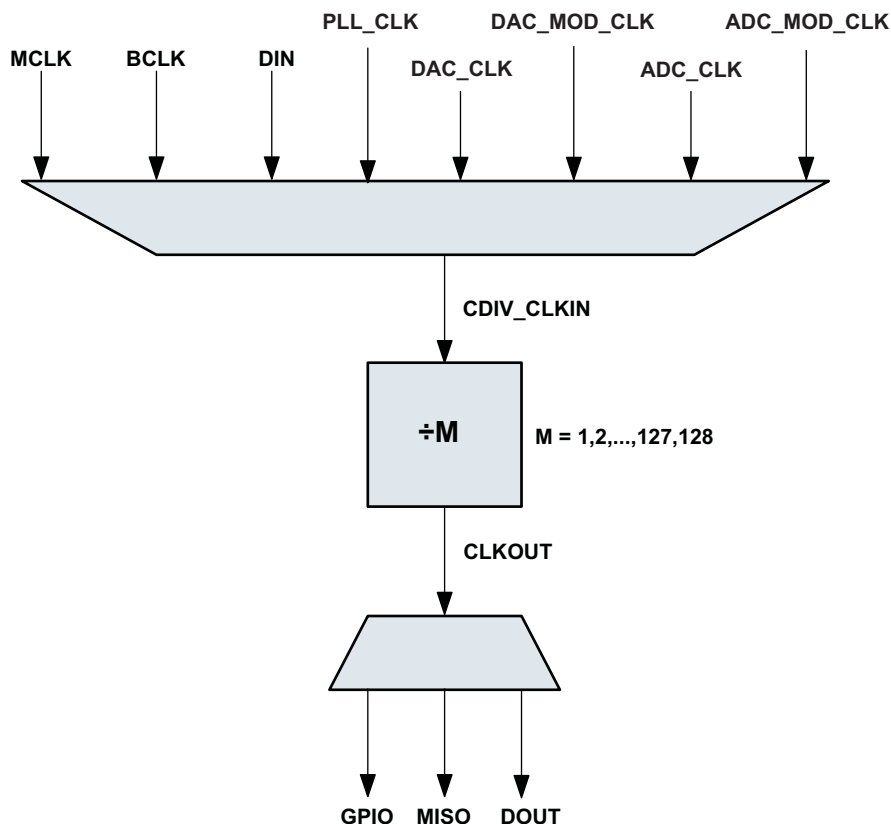 PLL_CLK
DAC_MOD_CLK
ADC_MOD_CLK
MCLK
BCLK
DIN
DAC_CLK
ADC_CLK
CDIV_CLKIN
÷M
M = 1,2,...,127,128
CLKOUT
GPIO
MISO
DOUT